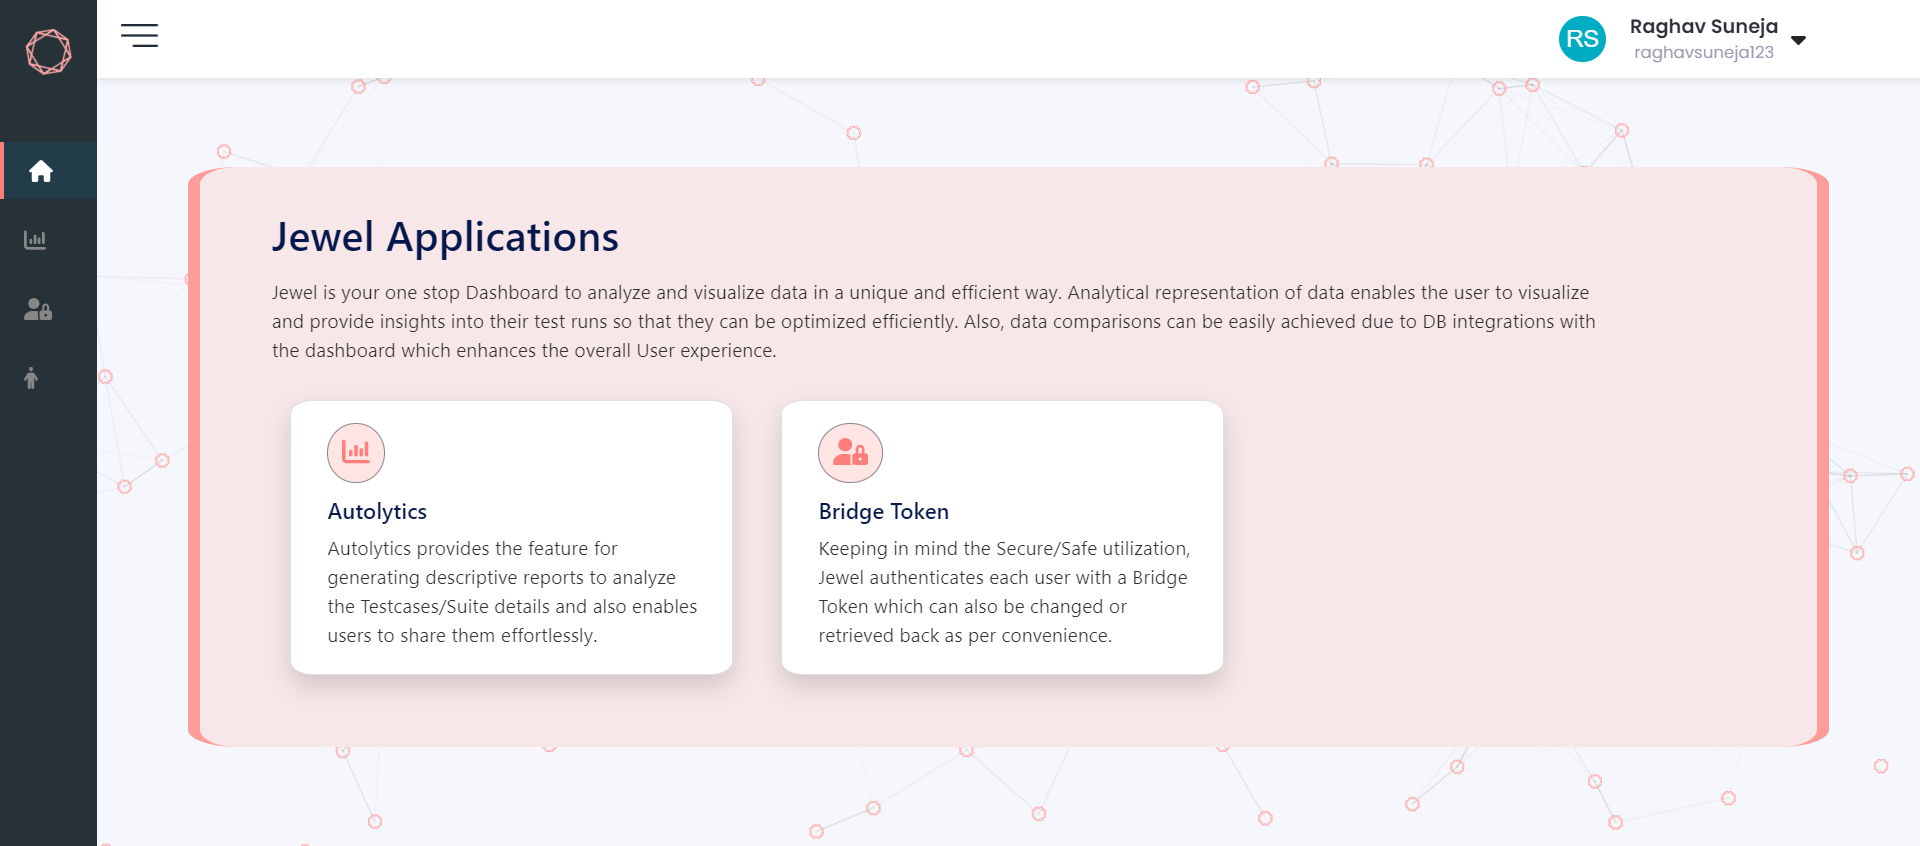 RS
Raghav Suneja
raghavsuneja123
Jewel Applications
Jewel is your one stop Dashboard to analyze and visualize data in a unique and efficient way. Analytical representation of data enables the user to visualize
and provide insights into their test runs so that they can be optimized efficiently. Also, data comparisons can be easily achieved due to DB integrations with
the dashboard which enhances the overall User experience.
Autolytics
Autolytics provides the feature for
generating descriptive reports to analyze
the Testcases/Suite details and also enables
users to share them effortlessly.
Bridge Token
Keeping in mind the Secure/Safe utilization,
Jewel authenticates each user with a Bridge
Token which can also be changed or
retrieved back as per convenience.